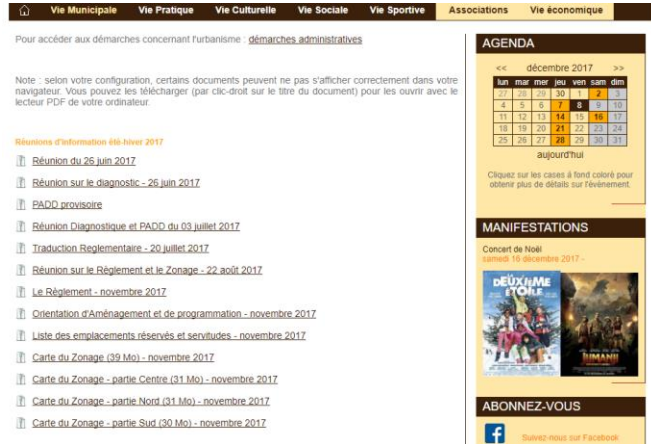 Vie Municipale Vie Pratique Vie Culturelle Vie Sociale Vie Sportive Associations Vie économique
Pour accéder aux démarches concernant l'urbanisme : démarches administratives
Note : selon votre configuration, certains documents peuvent ne pas s'afficher correctement dans votre
navigateur. Vous pouvez les télécharger (par clic-droit sur le titre du document) pour les ouvrir avec le
lecteur PDF de votre ordinateur.
Réunions d'information été-hiver 2017
Réunion du 26 juin 2017
Réunion sur le diagnostic - 26 juin 2017
PADD provisoire
Réunion Diagnostique et PADD du 03 juillet 2017
Traduction Reglementaire - 20 juillet 2017
Réunion sur le Règlement et le Zonage - 22 août 2017
Le Règlement - novembre 2017
Orientation d'Aménagement et de programmation - novembre 2017
Liste des emplacements réservés et servitudes - novembre 2017
Carte du Zonage (39 Mo) - novembre 2017
Carte du Zonage - partie Centre (31 Mo) - novembre 2017
Carte du Zonage - partie Nord (31 Mo) - novembre 2017
Carte du Zonage - partie Sud (30 Mo) - novembre 2017
AGENDA
<< décembre 2017 >>
lun mar mer jeu ven sam dim
27 28 29 30 1 2 3
4 5 6 7 8 9 10
11 12 13 14 15 16 17
18 19 20 21 22 23 24
25 26 27 28 29 30 31
aujourd'hui
Cliquez sur les cases à fond coloré pour
obtenir plus de détails sur l'évènement.
MANIFESTATIONS
Concert de Noël
samedi 16 décembre 2017 -
DEUXIEME
ETOILE
JUMANJI
ABONNEZ-VOUS
Suivez-nous sur Facebook